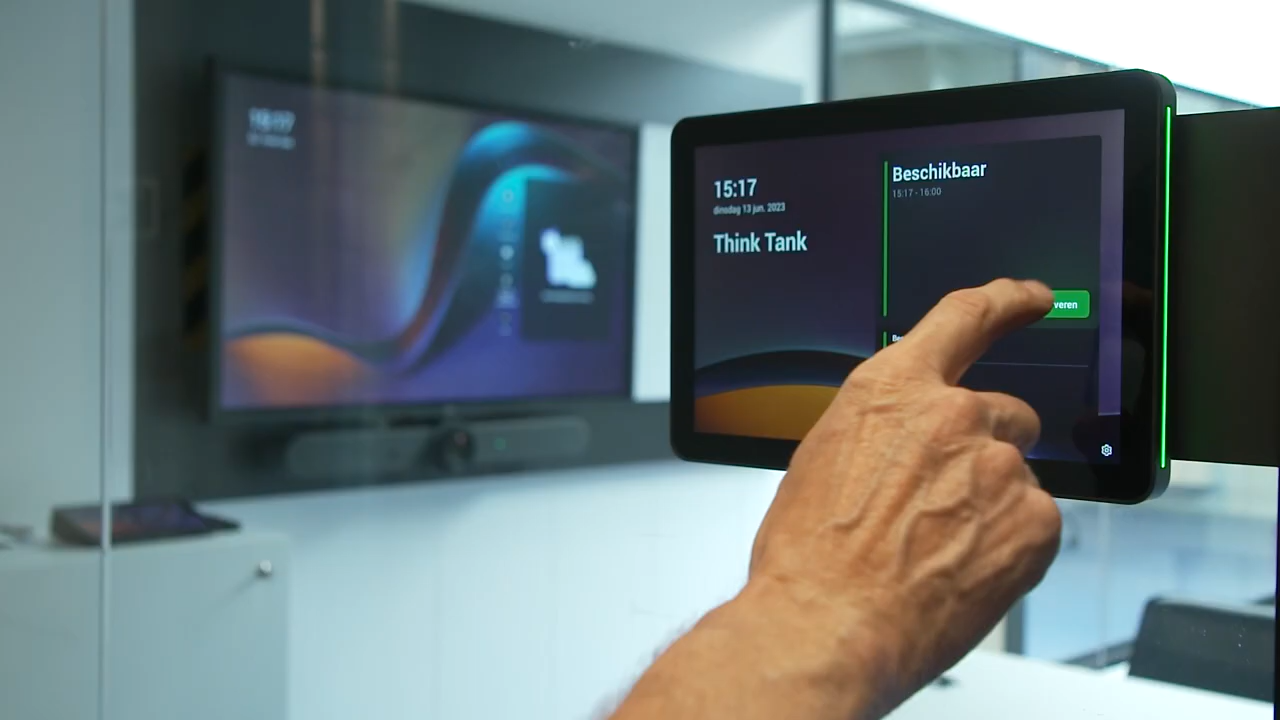 15:17
dinsdag 13 jun. 2023
Think Tank
Beschikbaar
15:17 - 16:00
veren